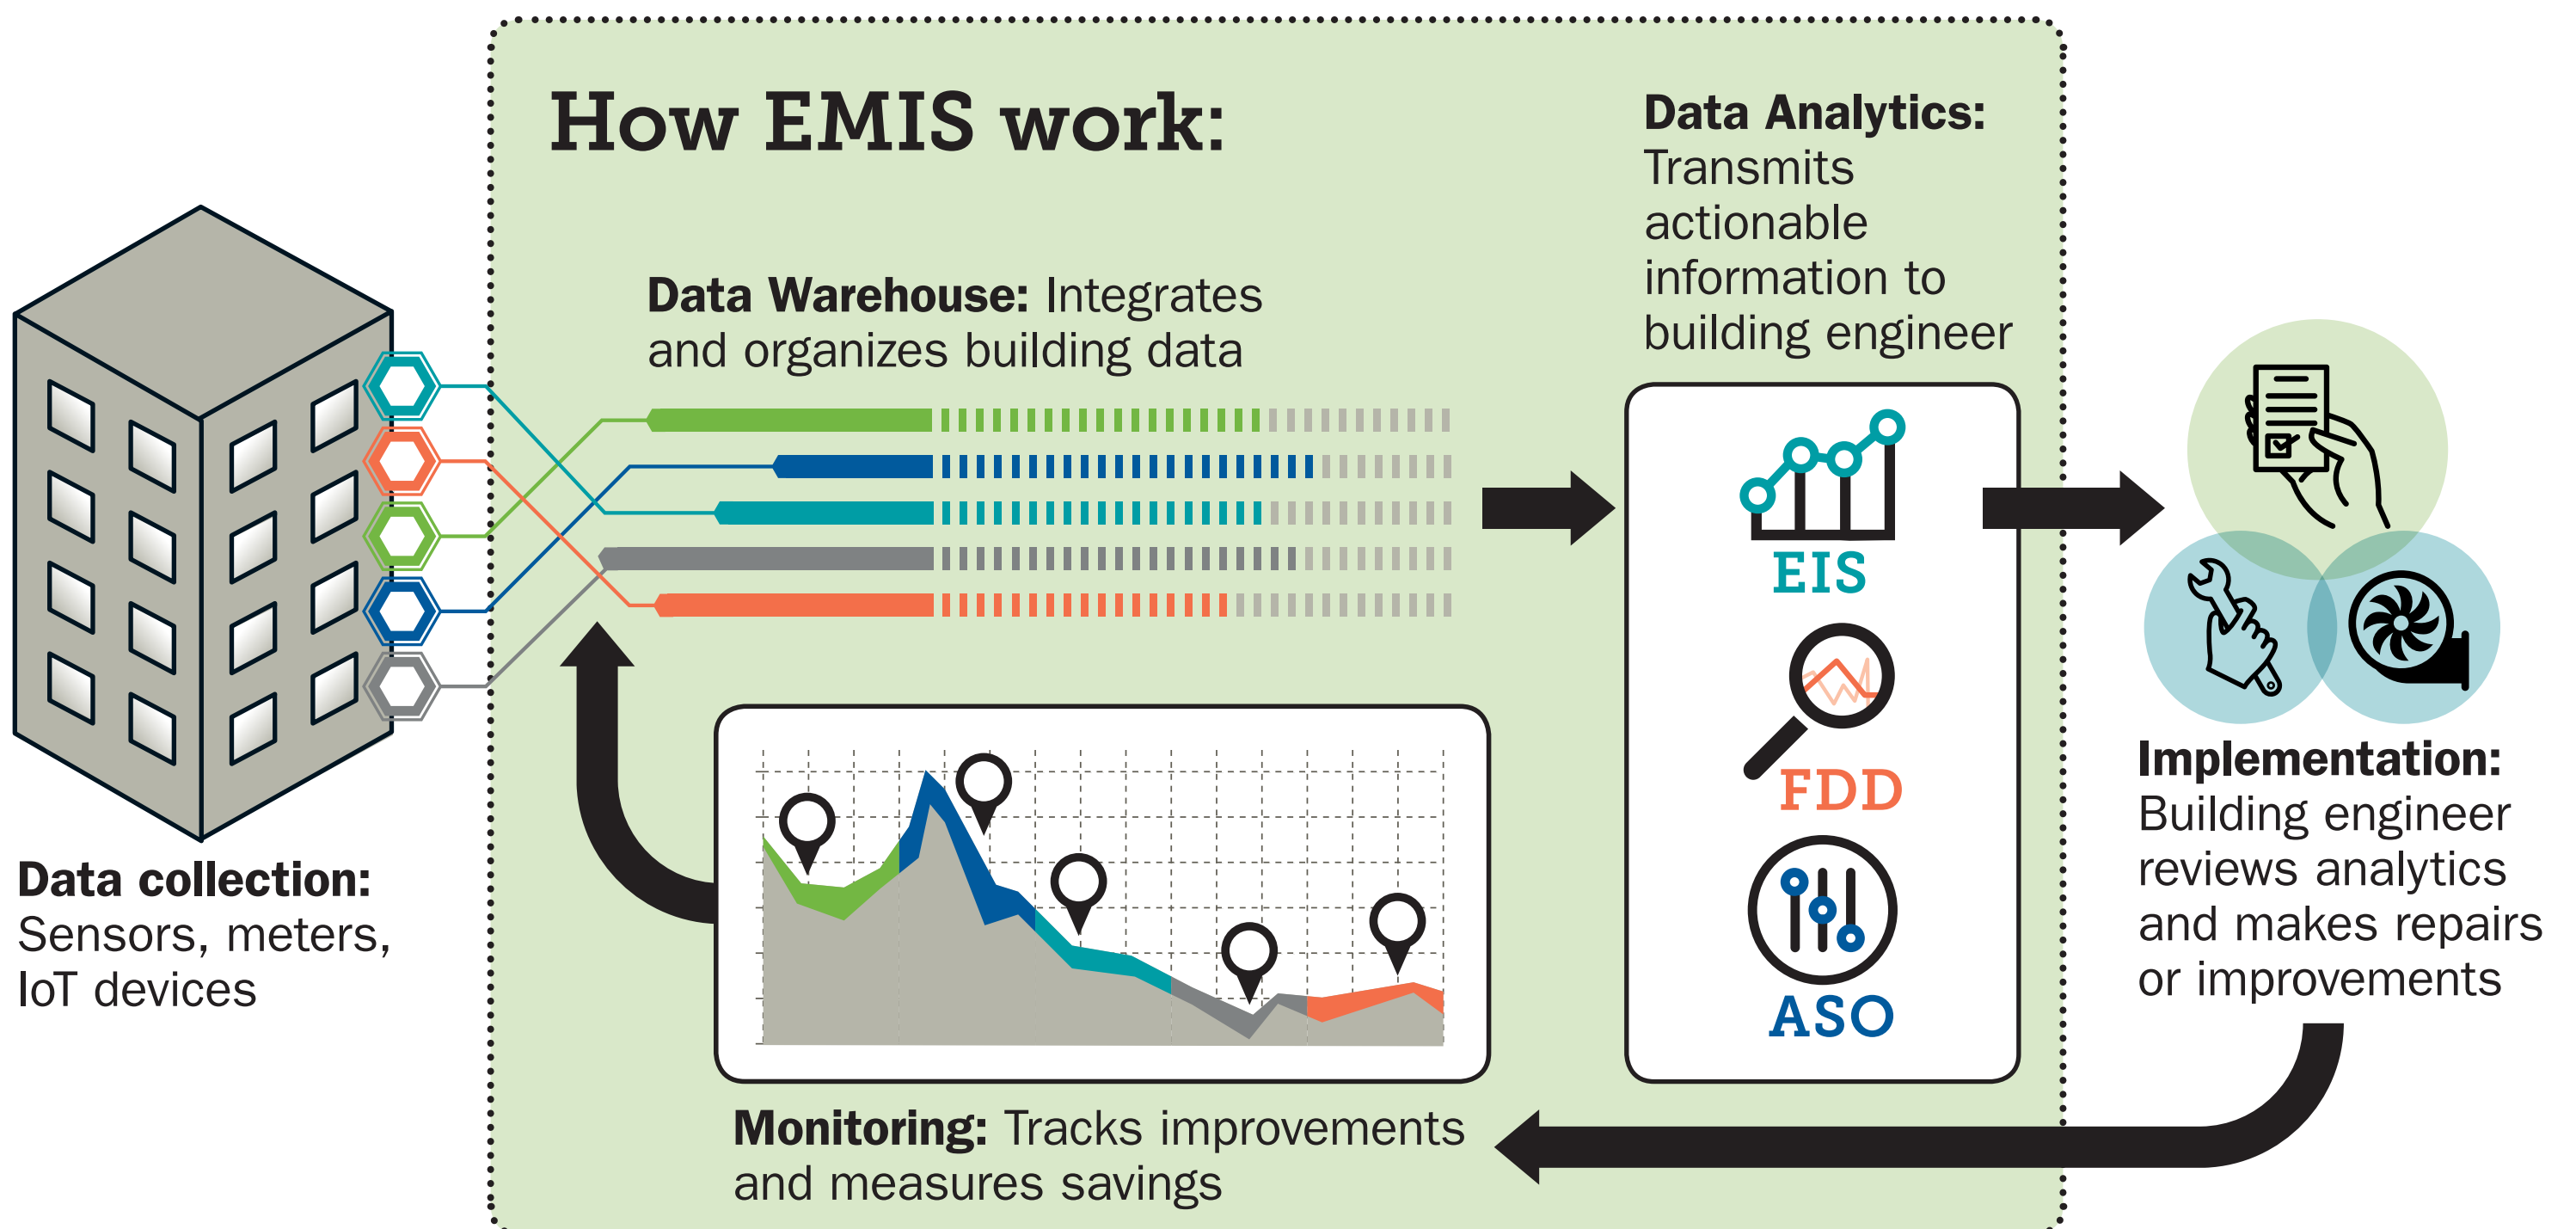 How EMIS work:
Data collection:
Sensors, meters,
IoT devices
Data Warehouse: Integrates
and organizes building data
Data Analytics:
Transmits
actionable
information to
building engineer
EIS
FDD
ASO
Implementation:
Building engineer
reviews analytics
and makes repairs
or improvements
Monitoring: Tracks improvements
and measures savings